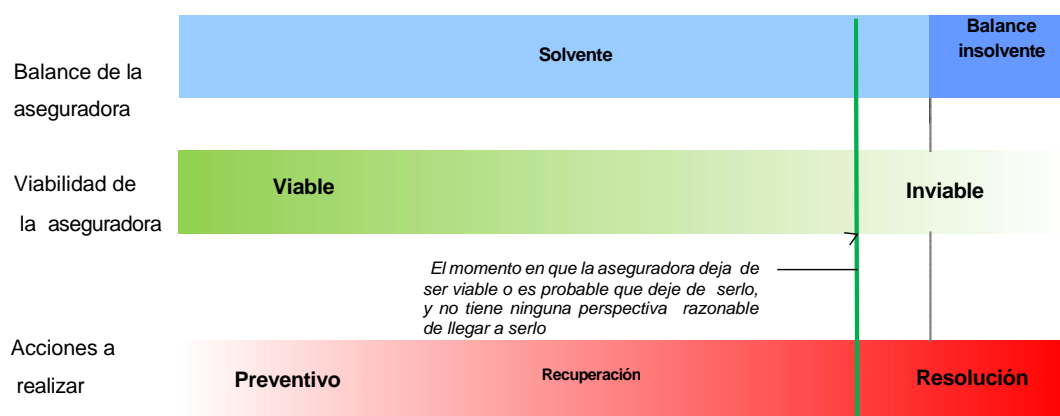 Balance de la
aseguradora
Solvente
Balance
insolvente
Viabilidad de
la aseguradora
Viable
Inviable
El momento en que la aseguradora deja de
ser viable o es probable que deje de serlo,
y no tiene ninguna perspectiva razonable
de llegar a serlo
Acciones a
realizar
Preventivo
Recuperación
Resolución